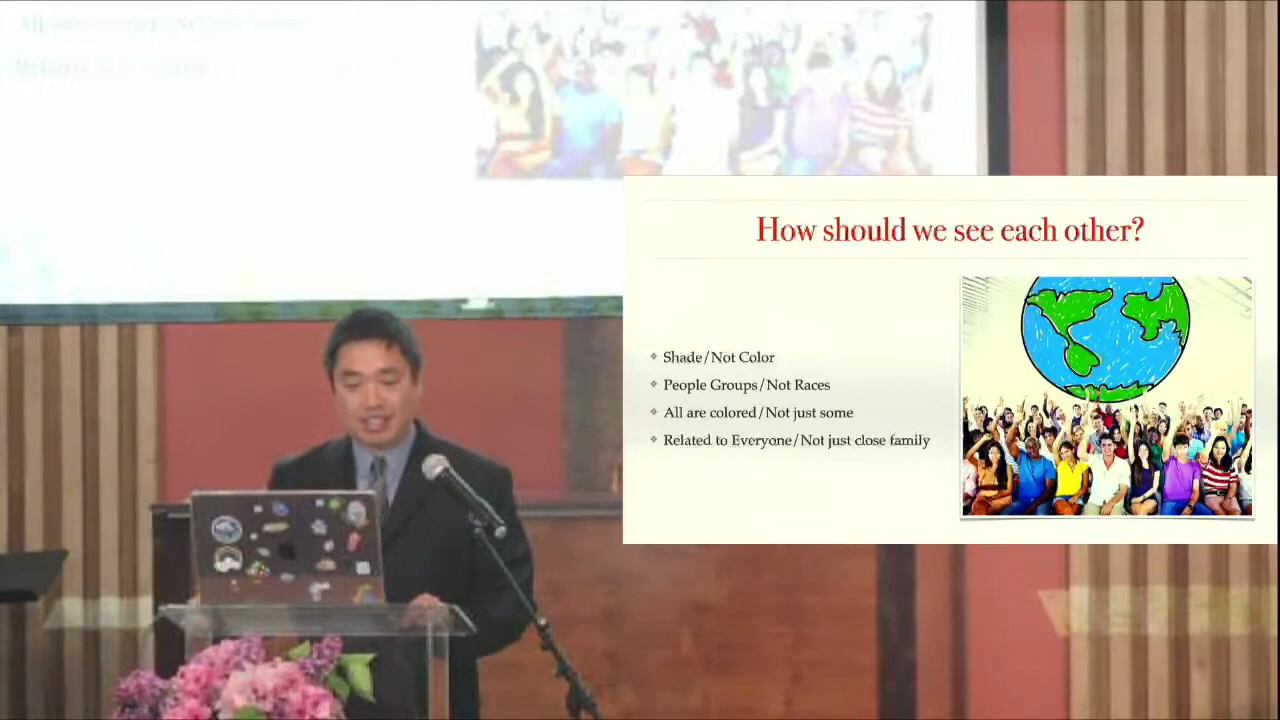 How should we see each other?
Shade/Not Color
People Groups/Not Races
All are colored/Not just some
Related to Everyone/Not just close family